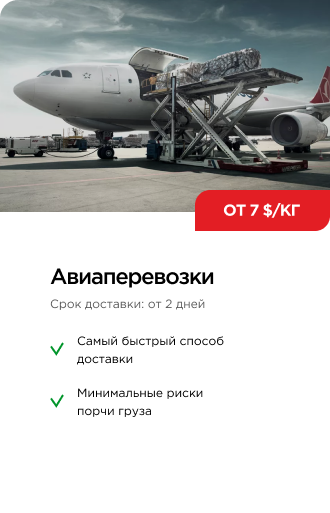 ОТ 7 $/КГ
Авиаперевозки
Срок доставки: от 2 дней
Самый быстрый способ
доставки
Минимальные риски
порчи груза